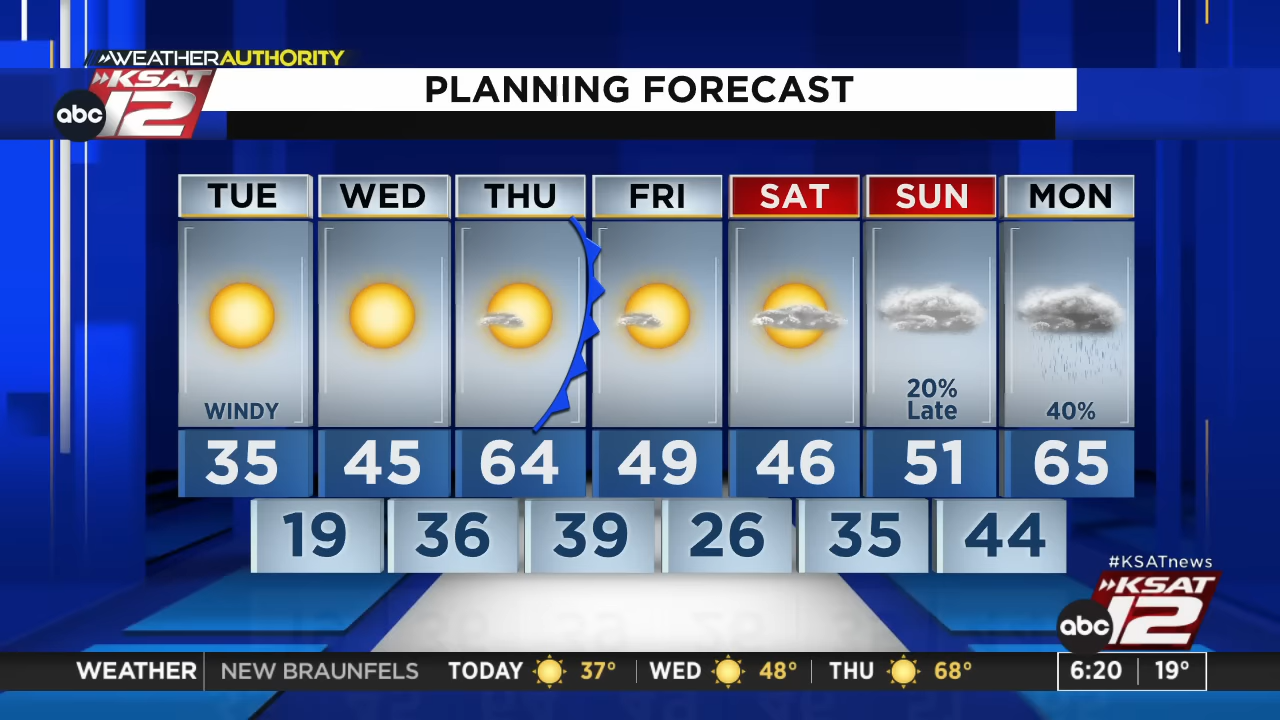 WEATHERAUTHORITY
KSAT
abc 12
PLANNING FORECAST
TUE WED THU FRI SAT SUN MON
20%
WINDY Late 40%
35 45 64 49 46 51 65
19 36 39 26 35 44
#KSATnews
KSAT
abc 12
WEATHER NEW BRAUNFELS TODAY 37° WED 48° THU 68° 6:20 19°